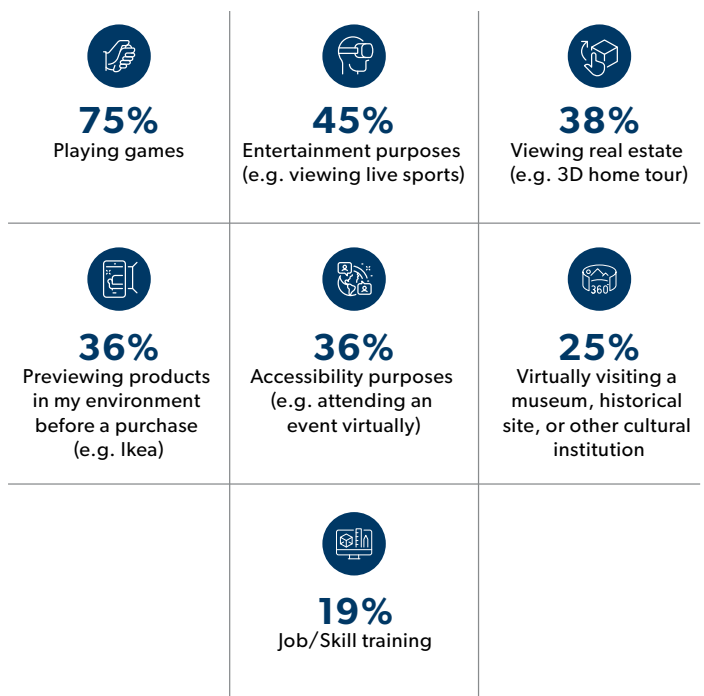 75%
Playing games
45%
Entertainment purposes
(e.g. viewing live sports)
38%
Viewing real estate
(e.g. 3D home tour)
36%
Previewing products
in my environment
before a purchase
(e.g. Ikea)
36%
Accessibility purposes
(e.g. attending an
event virtually)
360
25%
Virtually visiting a
museum, historical
site, or other cultural
institution
19%
Job/Skill training